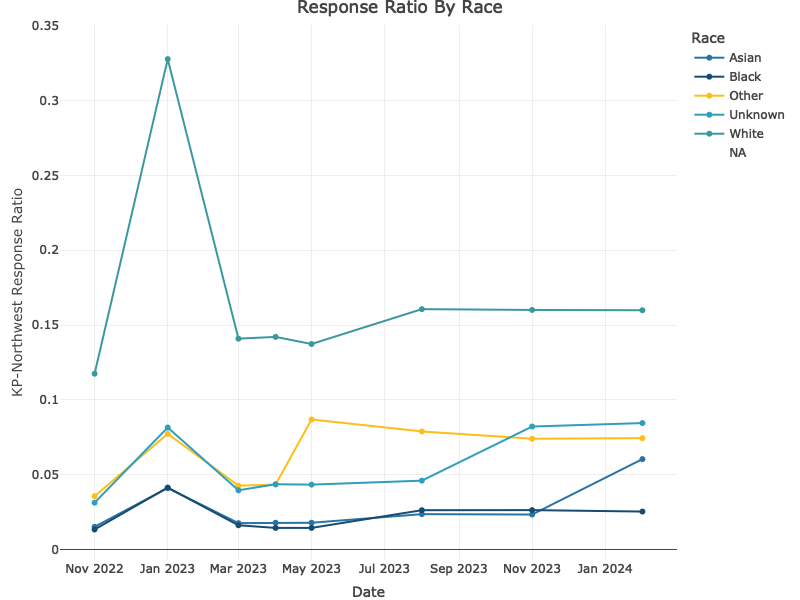 Response Ratio By Race
0.35
0.3
0.25
0.2
0.15
0.1
0.05
0
KP-Northwest Response Ratio
Nov 2022
Jan 2023
Mar 2023
May 2023
Jul 2023
Sep 2023
Nov 2023
Jan 2024
Date
Race
Asian
Black
Other
Unknown
White
NA